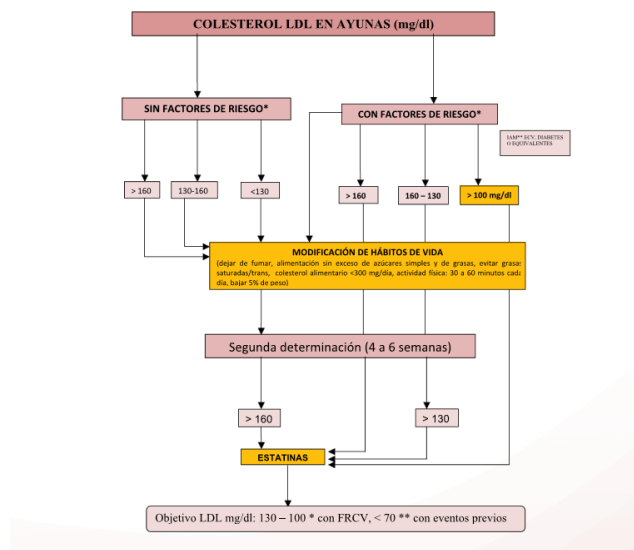 COLESTEROL LDL EN AYUNAS (mg/dl)
SIN FACTORES DE RIESGO*
CON FACTORES DE RIESGO*
IAM** ECV, DIABETES
O EQUIVALENTES
> 160
130-160
<130
> 160
160 – 130
> 100 mg/dl
MODIFICACIÓN DE HÁBITOS DE VIDA
(dejar de fumar, alimentación sin exceso de azúcares simples y de grasas, evitar grasas
saturadas/trans, colesterol alimentario <300 mg/día, actividad física: 30 a 60 minutos cada
día, bajar 5% de peso)
Segunda determinación (4 a 6 semanas)
> 160
> 130
ESTATINAS
Objetivo LDL mg/dl: 130 – 100 * con FRCV, < 70 ** con eventos previos